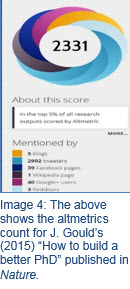 2331
About this score
In the top 5% of all research
outputs scored by Altmetric
MORE...
Mentioned by
5 blogs
2902 tweeters
39 Facebook pages
1 Wikipedia page
40 Google+ users
3 Redditors
Image 4: The above
shows the altmetrics
count for J. Gould’s
(2015) “How to build a
better PhD” published in
Nature.